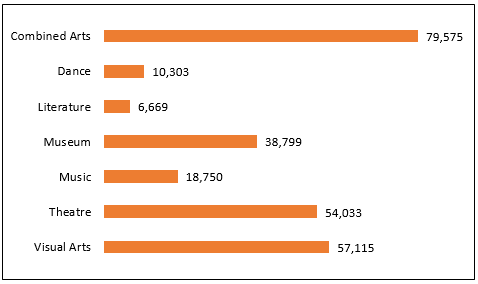 Combined Arts 79,575
Dance 10,303
Literature 6,669
Museum 38,799
Music 18,750
Theatre 54,033
Visual Arts 57,115